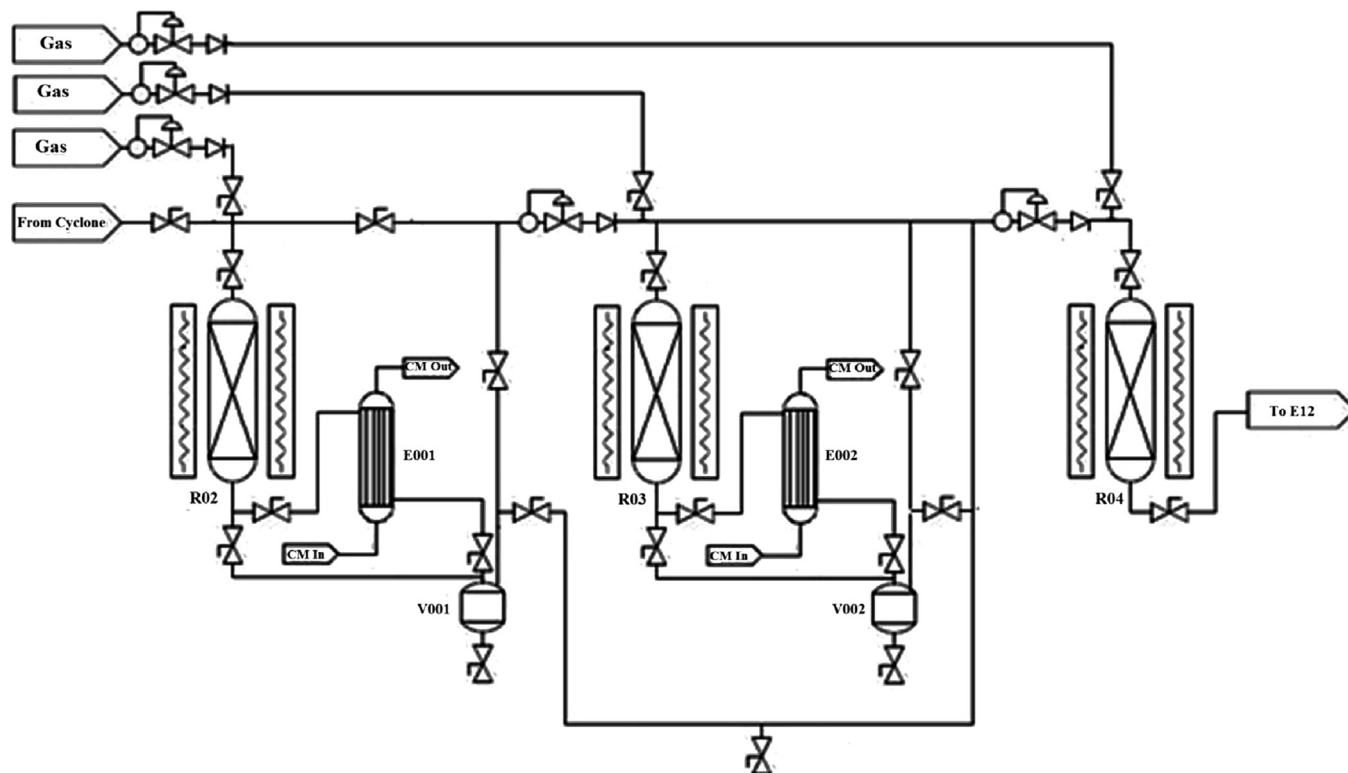 Gas
Gas
Gas
From Cyclone
CM Out
CM Out
To E12
E001
E002
R02
R03
R04
CM In
CM In
V001
V002